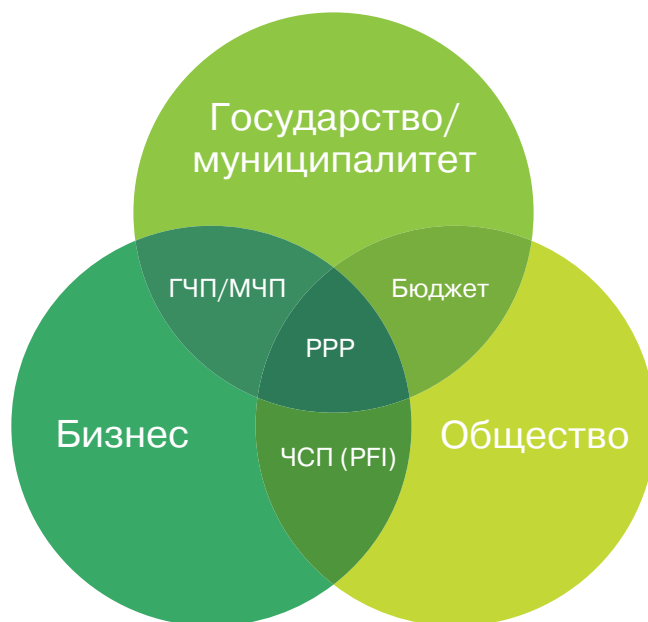 Государство/
муниципалитет
ГЧП/МЧП
Бюджет
PPP
Бизнес
Общество
ЧСП (PFI)